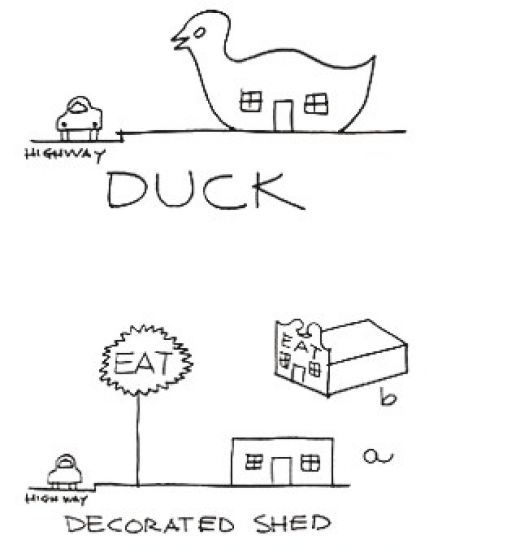 HIGHWAY
DUCK
EAT
EAT
b
a
HIGHWAY
DECORATED SHED